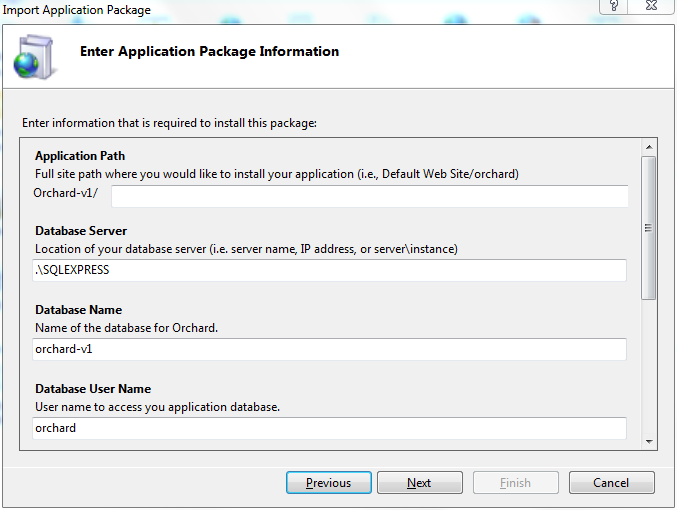 Import Application Package
Enter Application Package Information
Enter information that is required to install this package:
Application Path
Full site path where you would like to install your application (i.e., Default Web Site/orchard)
Orchard-v1/
Database Server
Location of your database server (i.e. server name, IP address, or server\instance)
.\SQLEXPRESS
Database Name
Name of the database for Orchard.
orchard-v1
Database User Name
User name to access you application database.
orchard
Previous Next Finish Cancel